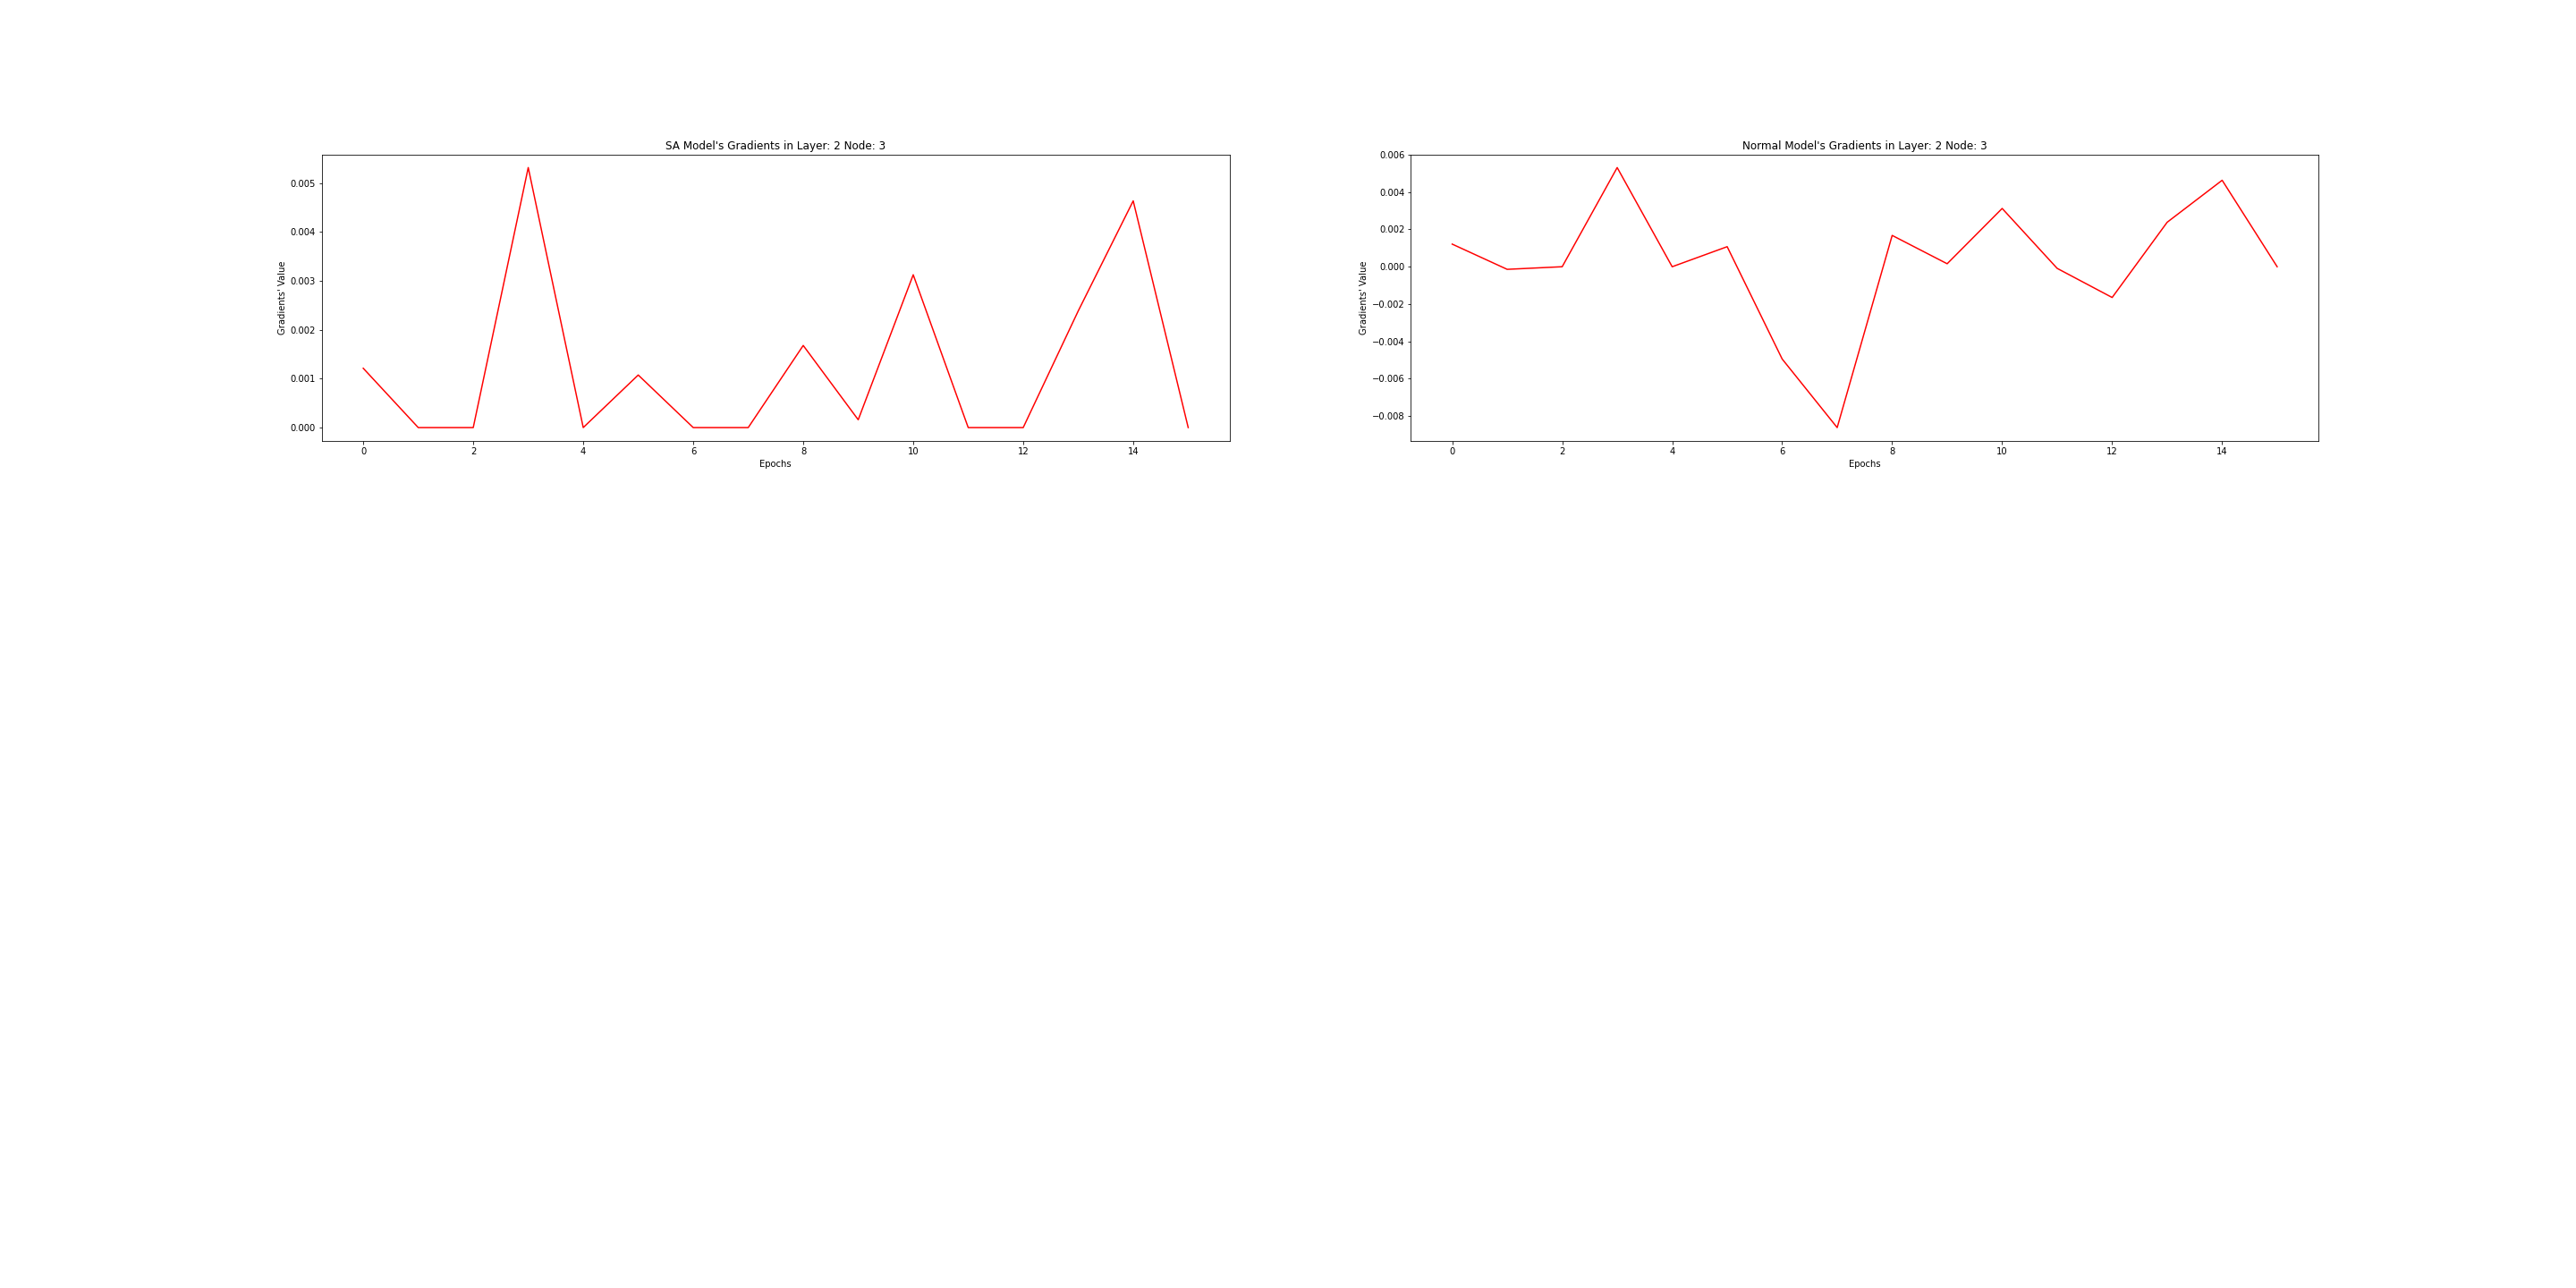 SA Model's Gradients in Layer: 2 Node: 3
Gradients' Value
0.005
0.004
0.003
0.002
0.001
0.000
0 2 4 6 8 10 12 14
Epochs
Normal Model's Gradients in Layer: 2 Node: 3
Gradients' Value
0.006
0.004
0.002
0.000
−0.002
−0.004
−0.006
−0.008
0 2 4 6 8 10 12 14
Epochs